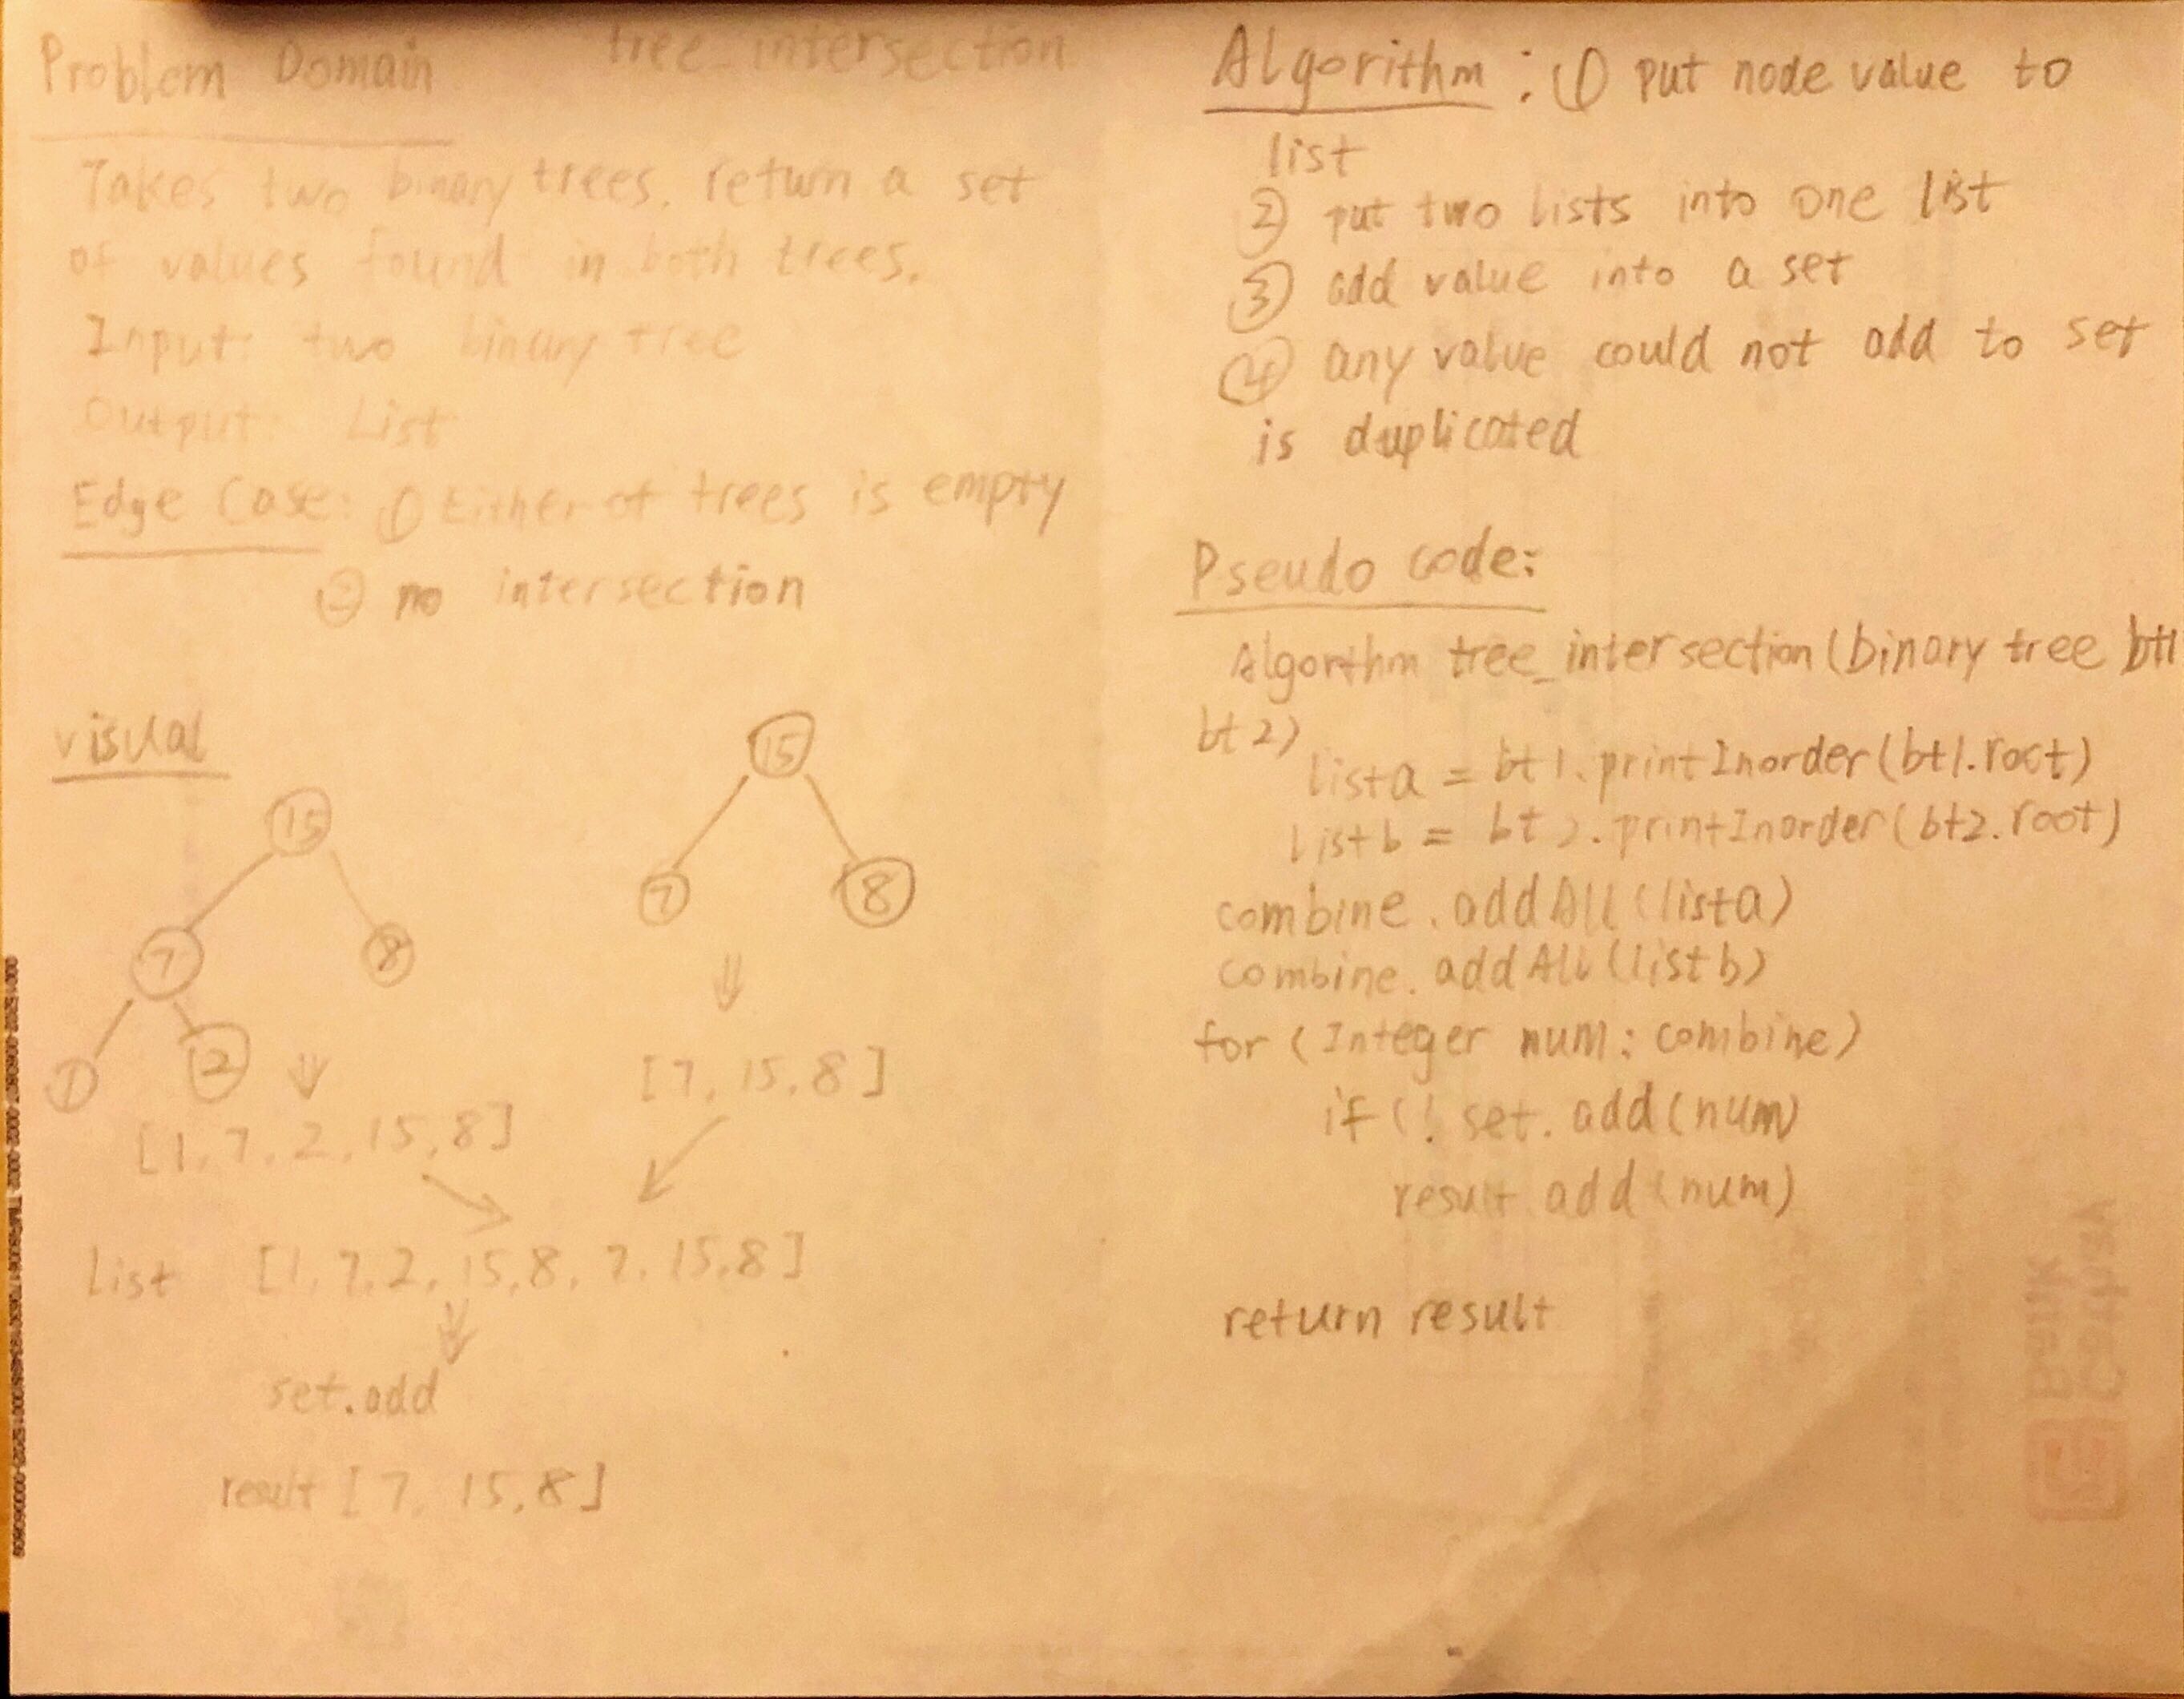 Problem Domain tree_intersection
Takes two binary trees. return a set
of values found in both trees.
Input: two binary tree
Output: List
Edge Case: ① Either of trees is empty
② no intersection
visual
15
7 8
1 2
[1, 7, 2, 15, 8]
15
7 8
[7, 15, 8]
List [1, 7, 2, 15, 8, 7, 15, 8]
set.add
result [7, 15, 8]
Algorithm : ① put node value to
list
② put two lists into one list
③ add value into a set
④ any value could not add to set
is duplicated
Pseudo code:
Algorthm tree_intersection (binary tree bt1
bt2)
lista = bt1.printInorder(bt1.root)
listb = bt2.printInorder(bt2.root)
combine.addAll(lista)
combine.addAll(listb)
for (Integer num : combine)
if (! set.add(num)
result.add(num)
return result